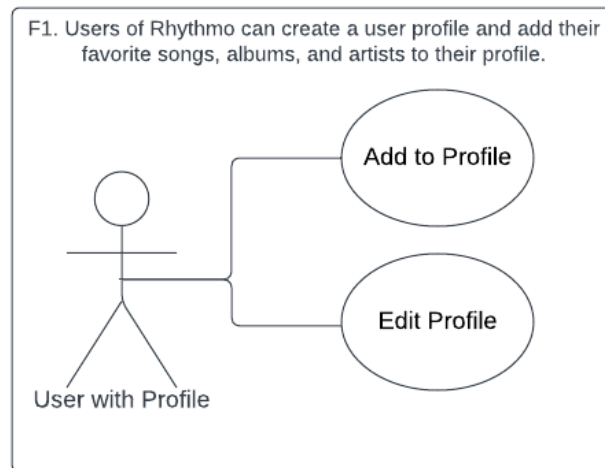 F1. Users of Rhythmo can create a user profile and add their
favorite songs, albums, and artists to their profile.
Add to Profile
Edit Profile
User with Profile